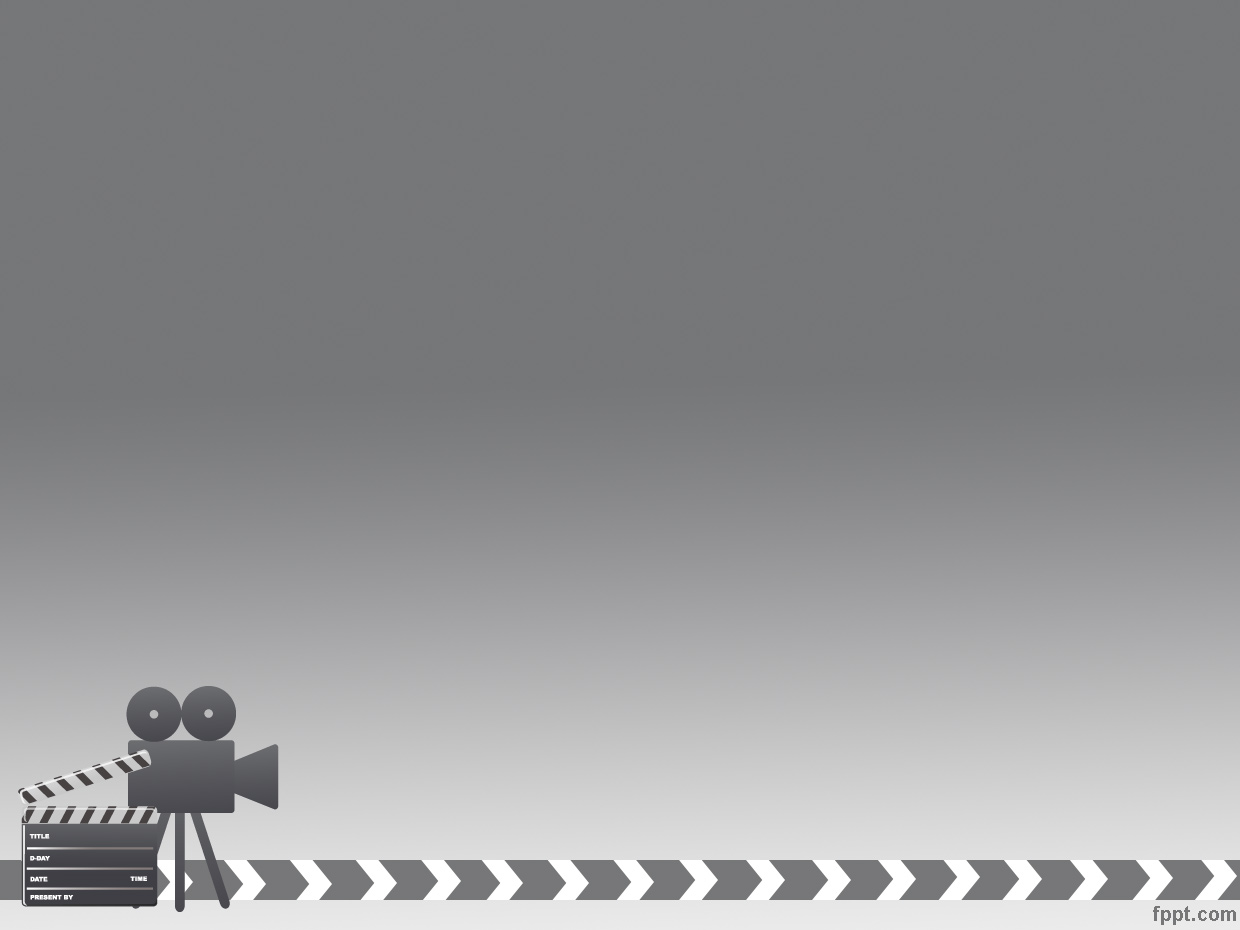 TITLE
D-DAY
DATE TIME
PRESENT BY
fppt.com